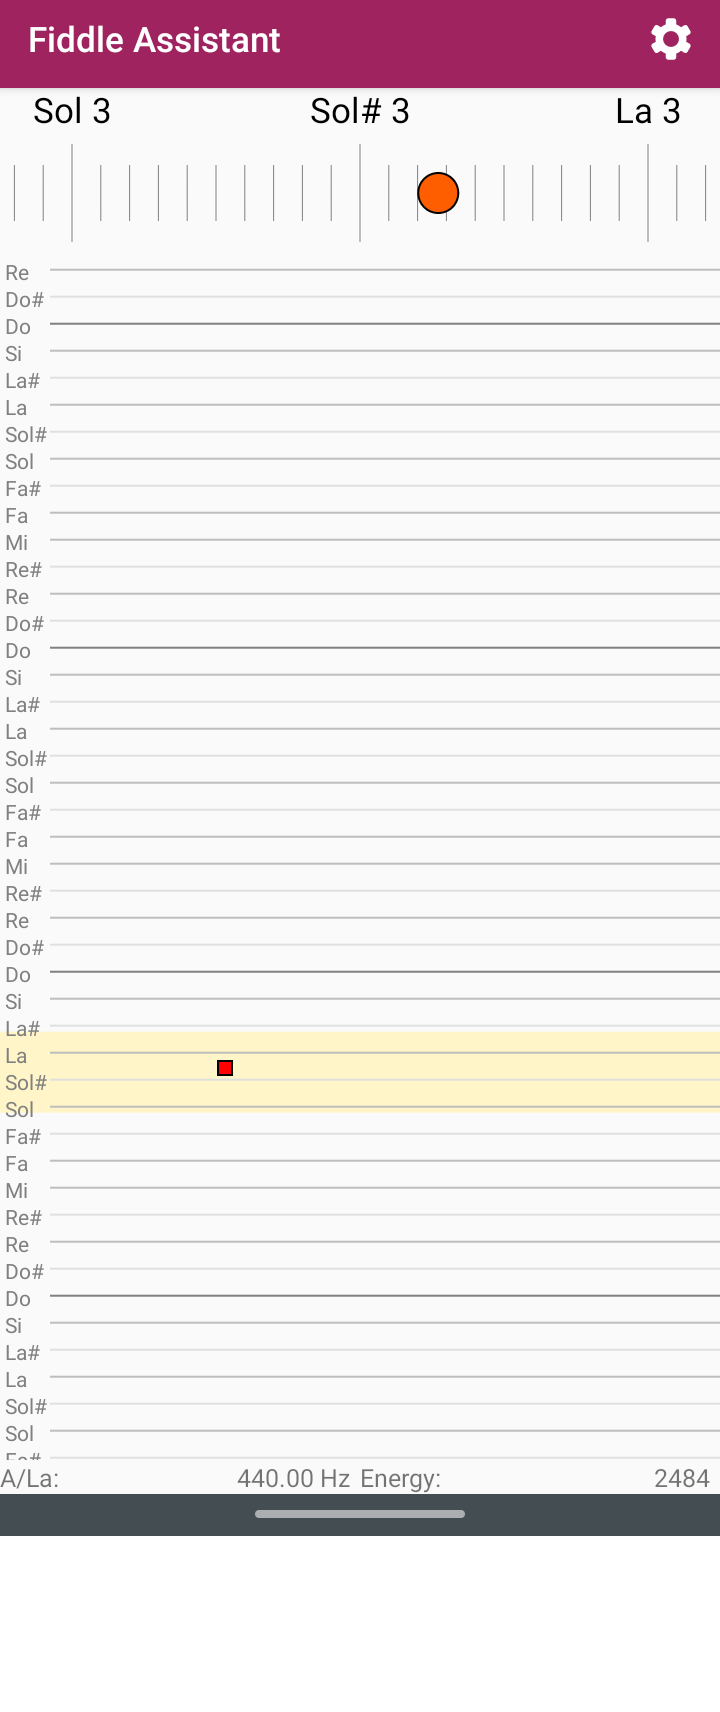 Fiddle Assistant
Sol 3 Sol# 3 La 3
Re
Do#
Do
Si
La#
La
Sol#
Sol
Fa#
Fa
Mi
Re#
Re
Do#
Do
Si
La#
La
Sol#
Sol
Fa#
Fa
Mi
Re#
Re
Do#
Do
Si
La#
La
Sol#
Sol
Fa#
Fa
Mi
Re#
Re
Do#
Do
Si
La#
La
Sol#
Sol
Fa#
A/La: 440.00 Hz Energy: 2484